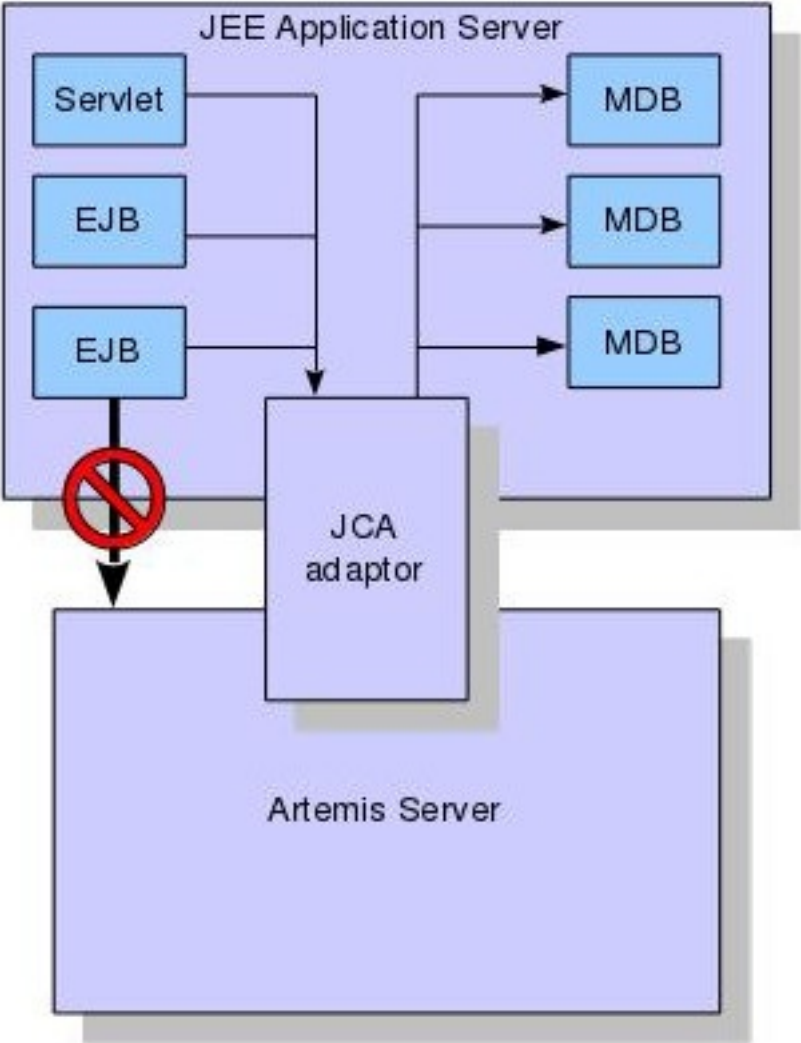 JEE Application Server
Servlet
MDB
EJB
MDB
EJB
MDB
JCA
adaptor
Artemis Server